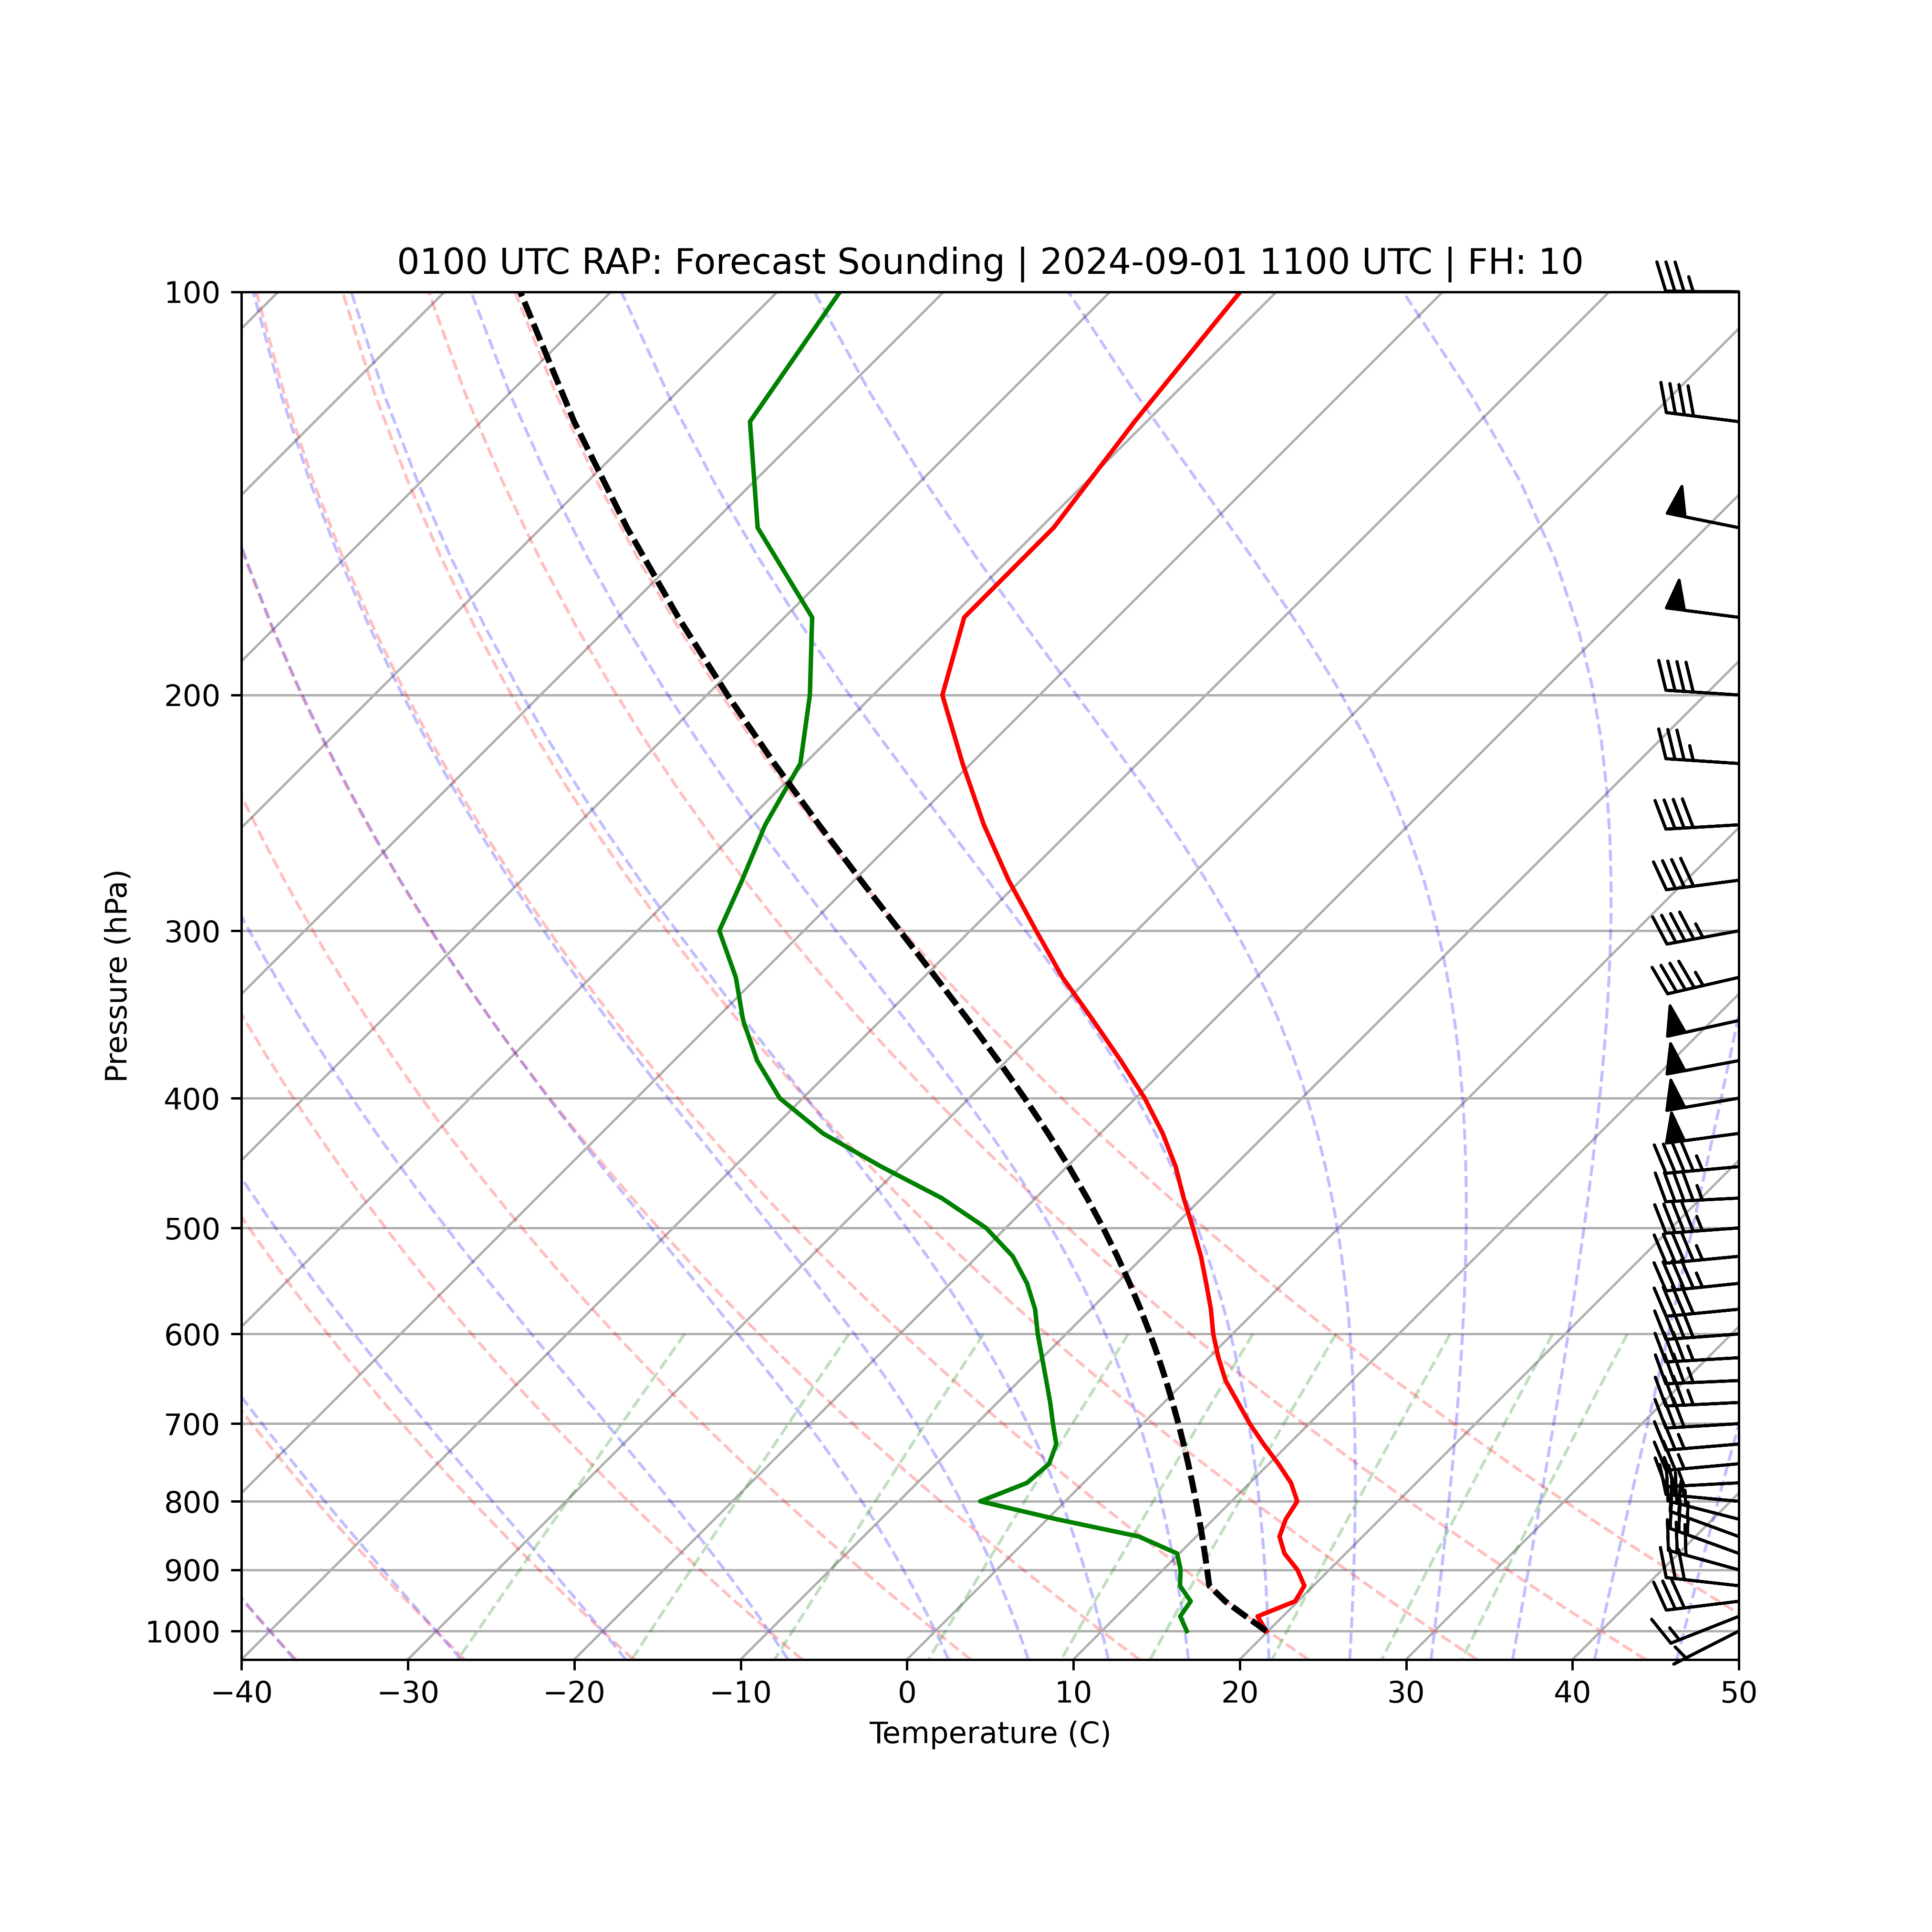 0100 UTC RAP: Forecast Sounding | 2024-09-01 1100 UTC | FH: 10
100
200
300
400
500
600
700
800
900
1000
Pressure (hPa)
−40 −30 −20 −10 0 10 20 30 40 50
Temperature (C)